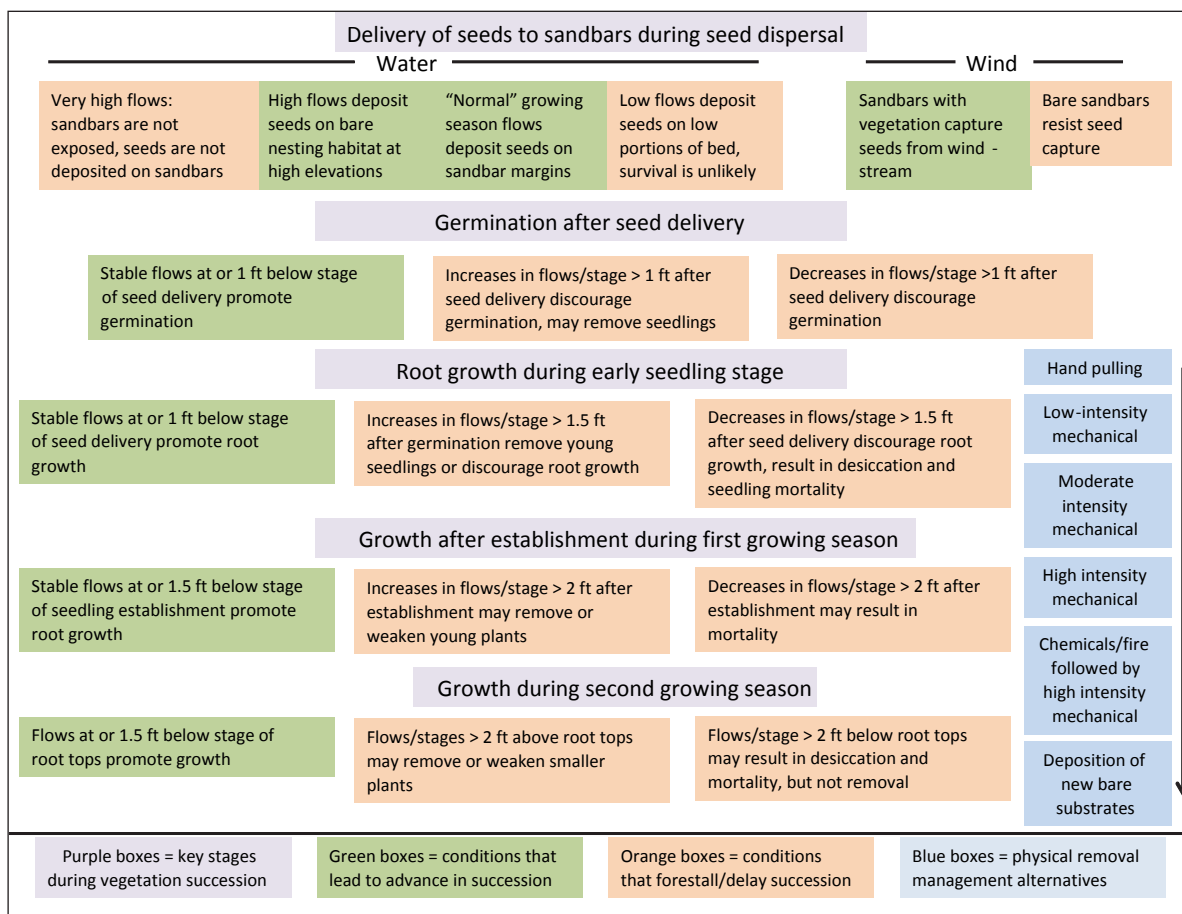 Delivery of seeds to sandbars during seed dispersal
Water
Wind
Very high flows:
sandbars are not
exposed, seeds are not
deposited on sandbars
High flows deposit
seeds on bare
nesting habitat at
high elevations
“Normal” growing
season flows
deposit seeds on
sandbar margins
Low flows deposit
seeds on low
portions of bed,
survival is unlikely
Sandbars with
vegetation capture
seeds from wind -
stream
Bare sandbars
resist seed
capture
Germination after seed delivery
Stable flows at or 1 ft below stage
of seed delivery promote
germination
Increases in flows/stage > 1 ft after
seed delivery discourage
germination, may remove seedlings
Decreases in flows/stage >1 ft after
seed delivery discourage
germination
Root growth during early seedling stage
Stable flows at or 1 ft below stage
of seed delivery promote root
growth
Increases in flows/stage > 1.5 ft
after germination remove young
seedlings or discourage root growth
Decreases in flows/stage > 1.5 ft
after seed delivery discourage root
growth, result in desiccation and
seedling mortality
Growth after establishment during first growing season
Stable flows at or 1.5 ft below stage
of seedling establishment promote
root growth
Increases in flows/stage > 2 ft after
establishment may remove or
weaken young plants
Decreases in flows/stage > 2 ft after
establishment may result in
mortality
Growth during second growing season
Flows at or 1.5 ft below stage of
root tops promote growth
Flows/stages > 2 ft above root tops
may remove or weaken smaller
plants
Flows/stage > 2 ft below root tops
may result in desiccation and
mortality, but not removal
Hand pulling
Low-intensity
mechanical
Moderate
intensity
mechanical
High intensity
mechanical
Chemicals/fire
followed by
high intensity
mechanical
Deposition of
new bare
substrates
Purple boxes = key stages
during vegetation succession
Green boxes = conditions that
lead to advance in succession
Orange boxes = conditions
that forestall/delay succession
Blue boxes = physical removal
management alternatives